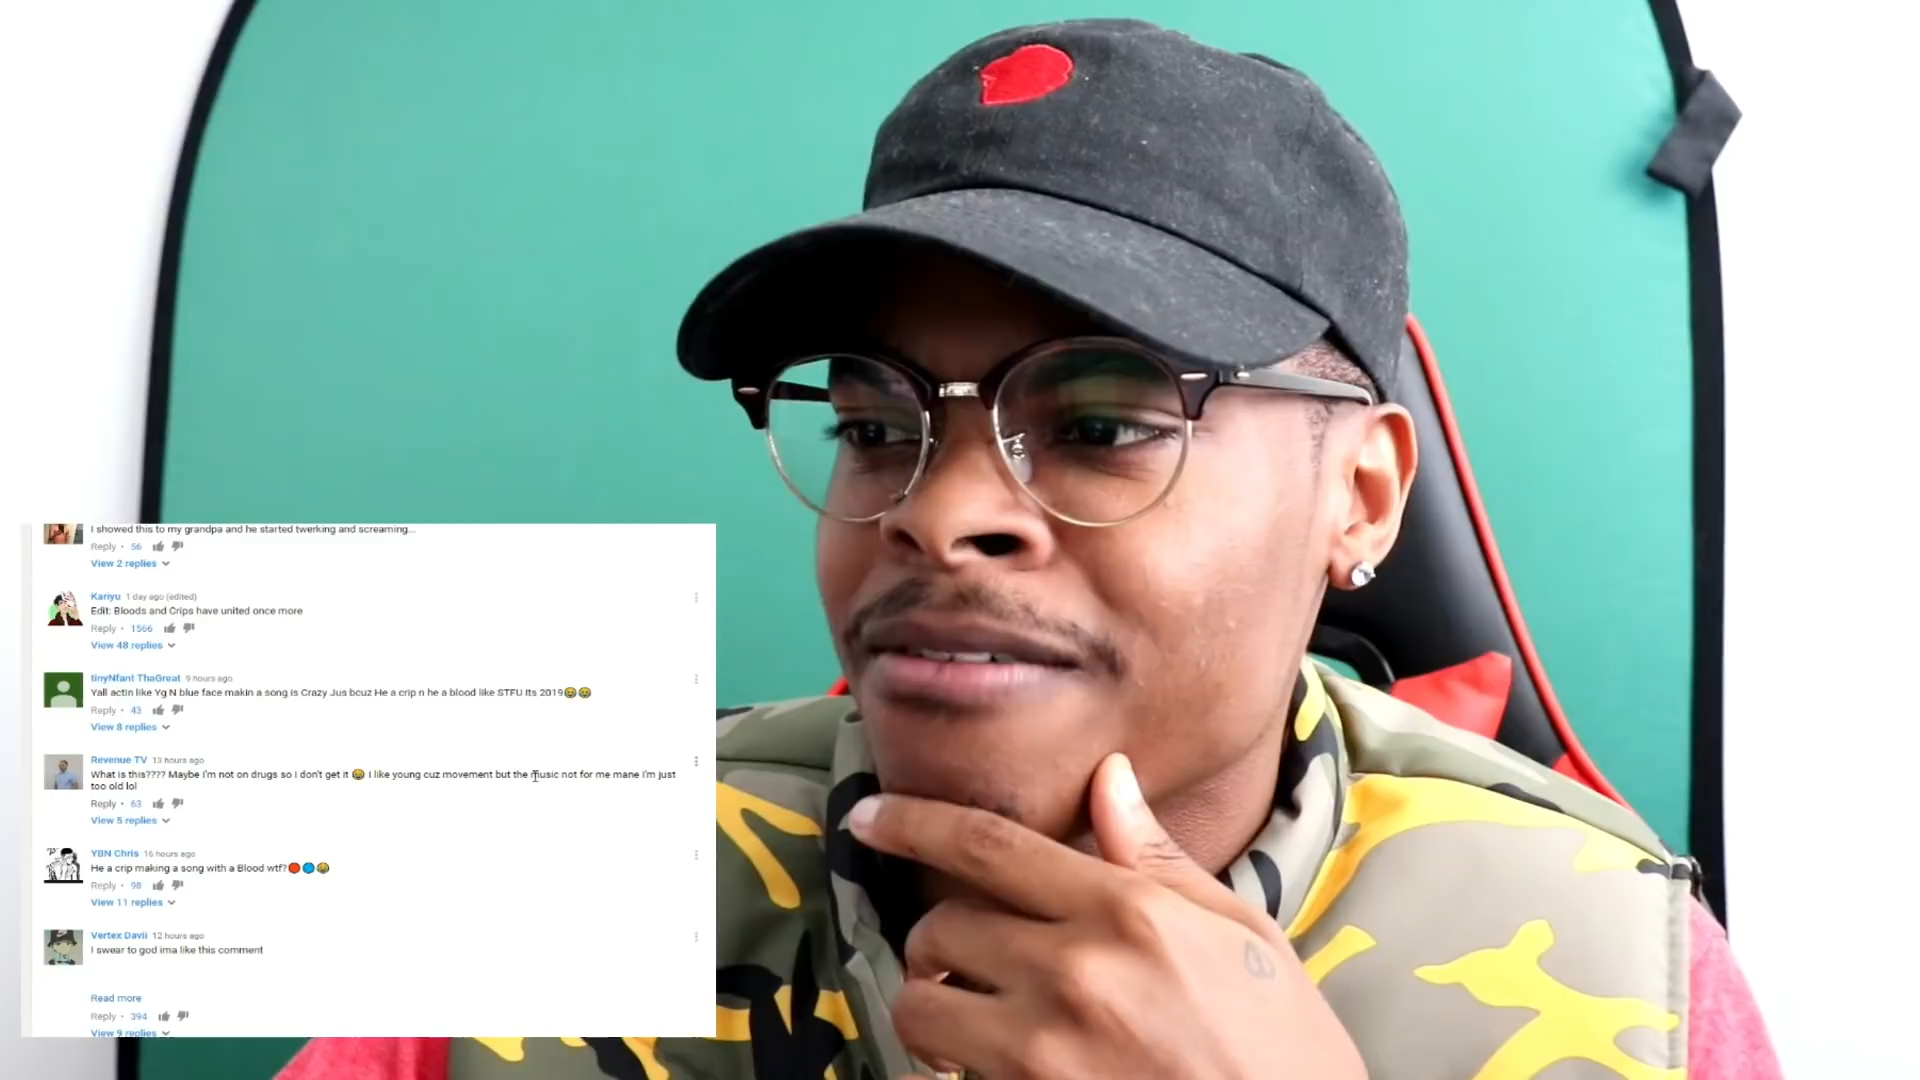 I showed this to my grandpa and he started twerking and screaming...
Reply • 56
View 2 replies
Kariyu 1 day ago (edited)
Edit: Bloods and Crips have united once more
Reply • 1566
View 48 replies
tinyNfant ThaGreat 9 hours ago
Yall actin like Yg N blue face makin a song is Crazy Jus bcuz He a crip n he a blood like STFU Its 2019😂😂
Reply • 43
View 8 replies
Revenue TV 13 hours ago
What is this???? Maybe I'm not on drugs so I don't get it 😂 I like young cuz movement but the music not for me mane I'm just
too old lol
Reply • 63
View 5 replies
YBN Chris 16 hours ago
He a crip making a song with a Blood wtf?🔴🔵😂
Reply • 98
View 11 replies
Vertex Davii 12 hours ago
I swear to god ima like this comment
Read more
Reply • 394
View 9 replies